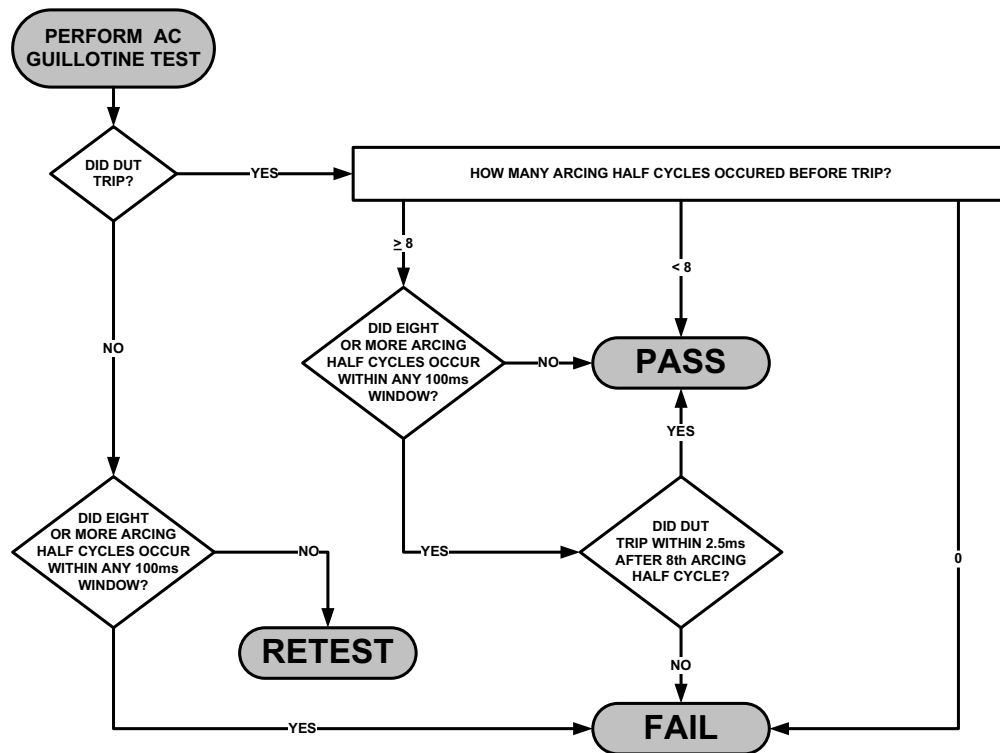 PERFORM AC
GUILLOTINE TEST
DID DUT
TRIP?
YES
HOW MANY ARCING HALF CYCLES OCCURED BEFORE TRIP?
≥ 8
< 8
0
NO
DID EIGHT
OR MORE ARCING
HALF CYCLES OCCUR
WITHIN ANY 100ms
WINDOW?
NO
PASS
YES
YES
DID DUT
TRIP WITHIN 2.5ms
AFTER 8th ARCING
HALF CYCLE?
DID EIGHT
OR MORE ARCING
HALF CYCLES OCCUR
WITHIN ANY 100ms
WINDOW?
NO
RETEST
NO
YES
FAIL